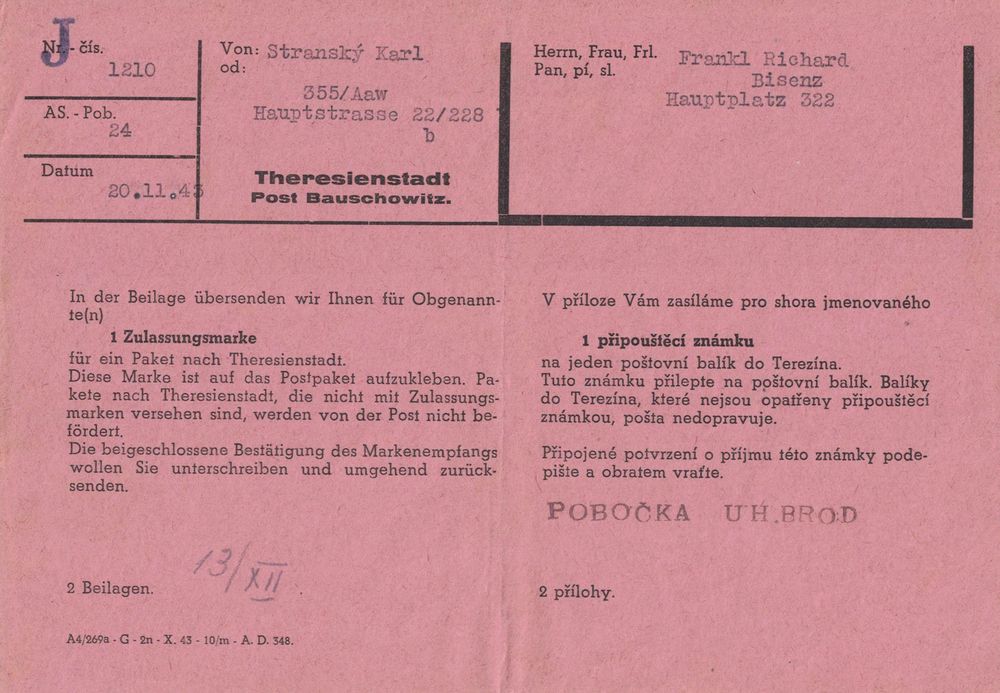 J
Nr. - čís.
1210
AS. - Pob.
24
Datum
20.11.43
Von: Stranský Karl
od:
355/Aaw
Hauptstrasse 22/228
b
Theresienstadt
Post Bauschowitz.
Herrn, Frau, Frl. Frankl Richard
Pan, pí, sl.
Bisenz
Hauptplatz 322
In der Beilage übersenden wir Ihnen für Obgenann-
te(n)
1 Zulassungsmarke
für ein Paket nach Theresienstadt.
Diese Marke ist auf das Postpaket aufzukleben. Pa-
kete nach Theresienstadt, die nicht mit Zulassungs-
marken versehen sind, werden von der Post nicht be-
fördert.
Die beigeschlossene Bestätigung des Markenempfangs
wollen Sie unterschreiben und umgehend zurück-
senden.
13/XII
2 Beilagen.
A4/269a - G - 2n - X. 43 - 10/m - A. D. 348.
V příloze Vám zasíláme pro shora jmenovaného
1 připouštěcí známku
na jeden poštovní balík do Terezína.
Tuto známku přilepte na poštovní balík. Balíky
do Terezína, které nejsou opatřeny připouštěcí
známkou, pošta nedopravuje.
Připojené potvrzení o příjmu této známky pode-
pište a obratem vraťte.
POBOČKA UH.BROD
2 přílohy.